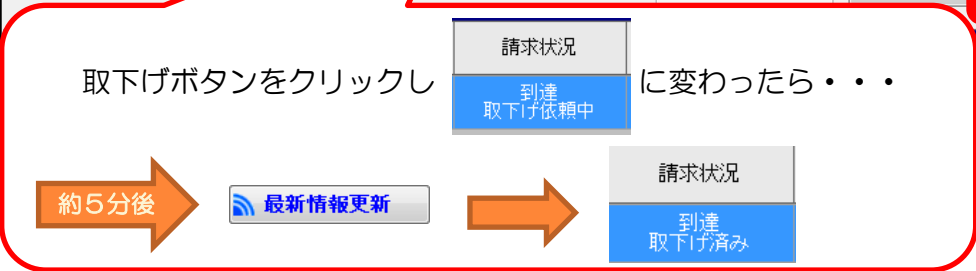 請求状況
取下げボタンをクリックし
到達
取下げ依頼中
に変わったら・・・
約5分後
最新情報更新
請求状況
到達
取下げ済み